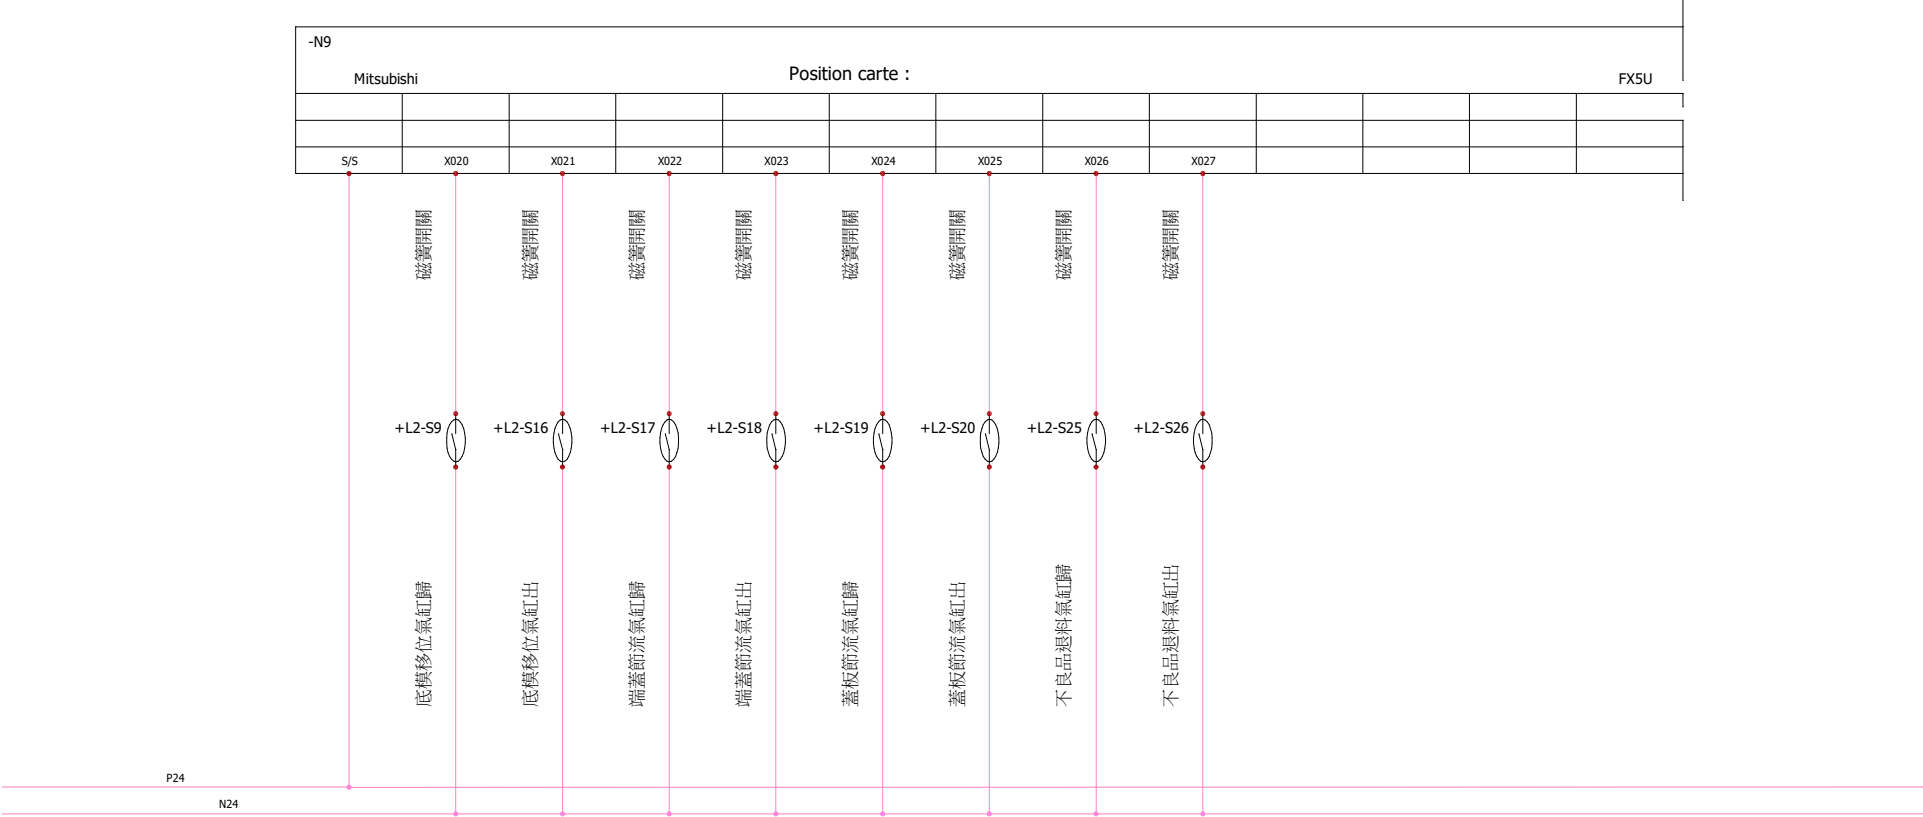 -N9
Mitsubishi
Position carte :
FX5U
S/S
X020
X021
X022
X023
X024
X025
X026
X027
磁簧開關
磁簧開關
磁簧開關
磁簧開關
磁簧開關
磁簧開關
磁簧開關
磁簧開關
+L2-S9
+L2-S16
+L2-S17
+L2-S18
+L2-S19
+L2-S20
+L2-S25
+L2-S26
底模移位氣缸歸
底模移位氣缸出
端蓋節流氣缸歸
端蓋節流氣缸出
蓋板節流氣缸歸
蓋板節流氣缸出
不良品退料氣缸歸
不良品退料氣缸出
P24
N24